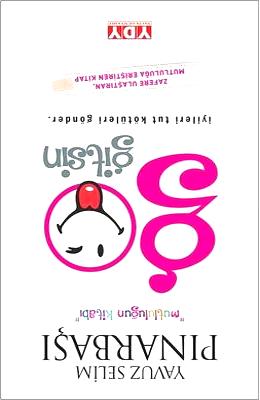 YAVUZ SELİM
PINARBAŞI
"mutluluğun kitabı"
gitsin
iyileri tut kötüleri gönder.
ZAFERE ULAŞTIRAN,
MUTLULUĞA ERİŞTİREN KİTAP
YDY